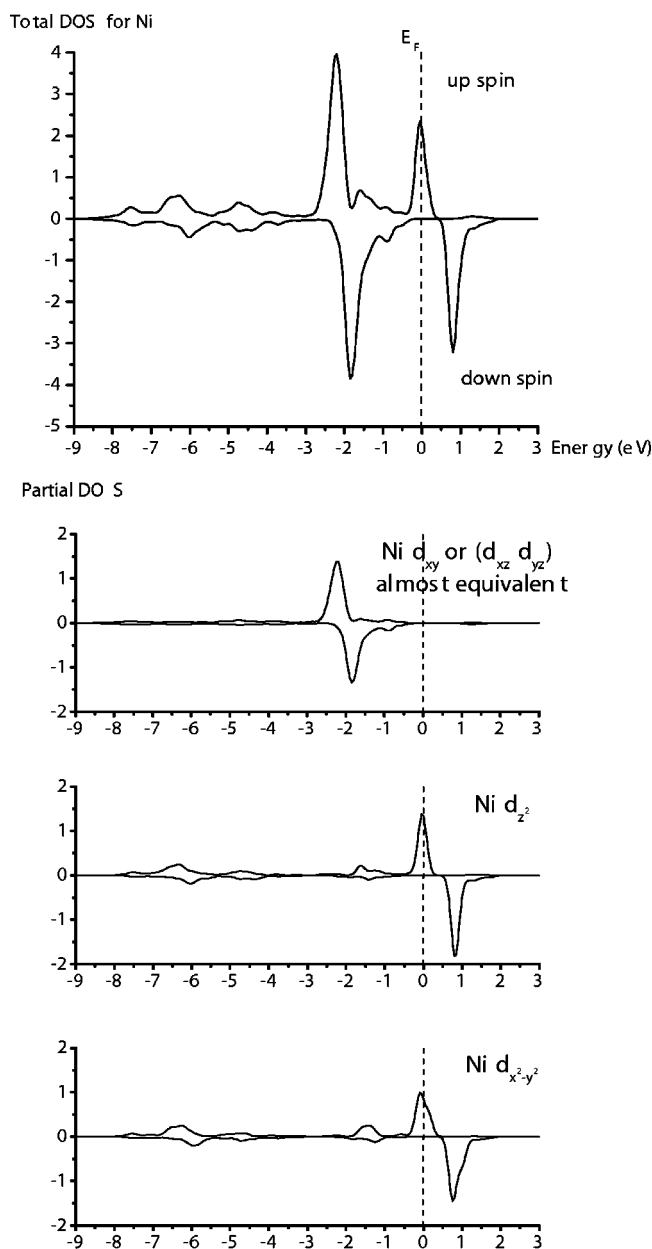 Total DOS for Ni
E_F
up spin
4
3
2
1
0
-1
-2
-3
-4
-5
down spin
-9 -8 -7 -6 -5 -4 -3 -2 -1 0 1 2 3 Ener gy (e V)
Partial DO S
2
1
0
-1
-2
Ni d_xy or (d_xz d_yz)
almos t equivalen t
-9 -8 -7 -6 -5 -4 -3 -2 -1 0 1 2 3
2
1
0
-1
-2
Ni d_z²
-9 -8 -7 -6 -5 -4 -3 -2 -1 0 1 2 3
2
1
0
-1
-2
Ni d_x²-y²
-9 -8 -7 -6 -5 -4 -3 -2 -1 0 1 2 3